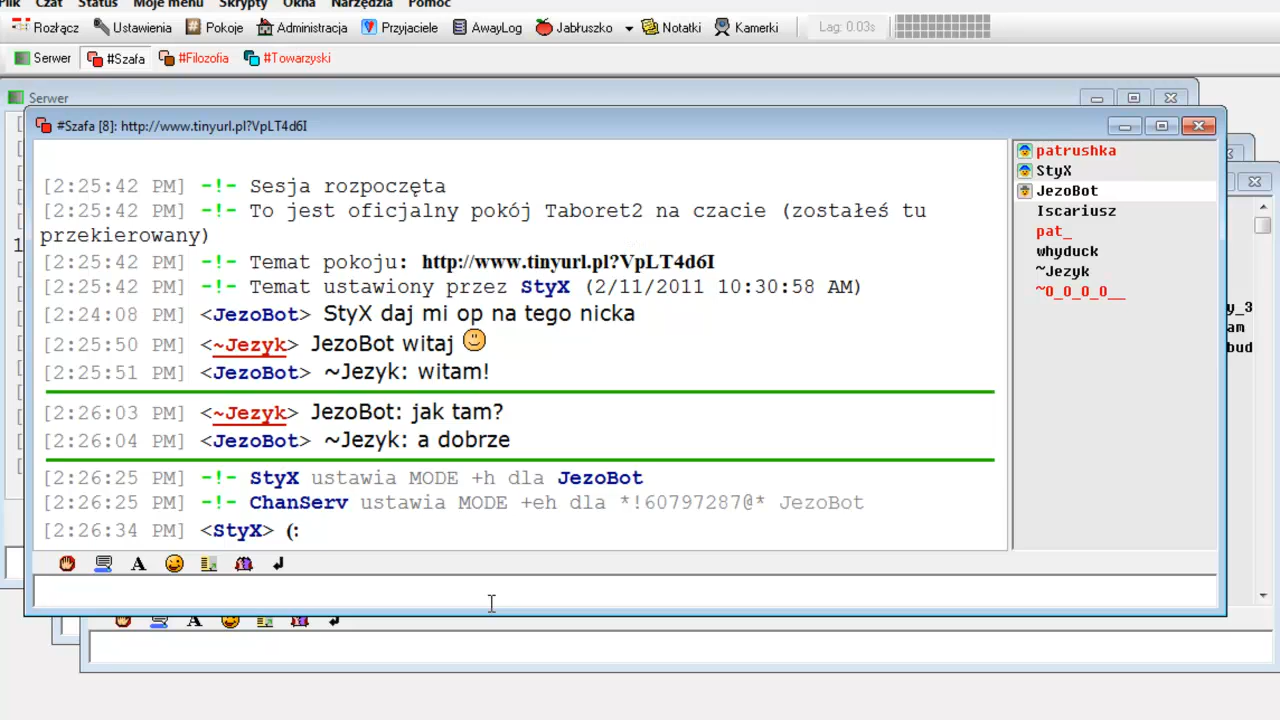 Plik Czat Status Moje menu Skrypty Okna Narzędzia Pomoc
Rozłącz Ustawienia Pokoje Administracja Przyjaciele AwayLog Jabłuszko Notatki Kamerki Lag: 0.03s
Serwer #Szafa #Filozofia #Towarzyski
Serwer
#Szafa [8]: http://www.tinyurl.pl?VpLT4d6I
[2:25:42 PM] -!- Sesja rozpoczęta
[2:25:42 PM] -!- To jest oficjalny pokój Taboret2 na czacie (zostałeś tu
przekierowany)
[2:25:42 PM] -!- Temat pokoju: http://www.tinyurl.pl?VpLT4d6I
[2:25:42 PM] -!- Temat ustawiony przez StyX (2/11/2011 10:30:58 AM)
[2:24:08 PM] <JezoBot> StyX daj mi op na tego nicka
[2:25:50 PM] <~Jezyk> JezoBot witaj
[2:25:51 PM] <JezoBot> ~Jezyk: witam!
[2:26:03 PM] <~Jezyk> JezoBot: jak tam?
[2:26:04 PM] <JezoBot> ~Jezyk: a dobrze
[2:26:25 PM] -!- StyX ustawia MODE +h dla JezoBot
[2:26:25 PM] -!- ChanServ ustawia MODE +eh dla *!60797287@* JezoBot
[2:26:34 PM] <StyX> (:
patrushka
StyX
JezoBot
Iscariusz
pat_
whyduck
~Jezyk
~O_O_O_O__
y_3
am
bud